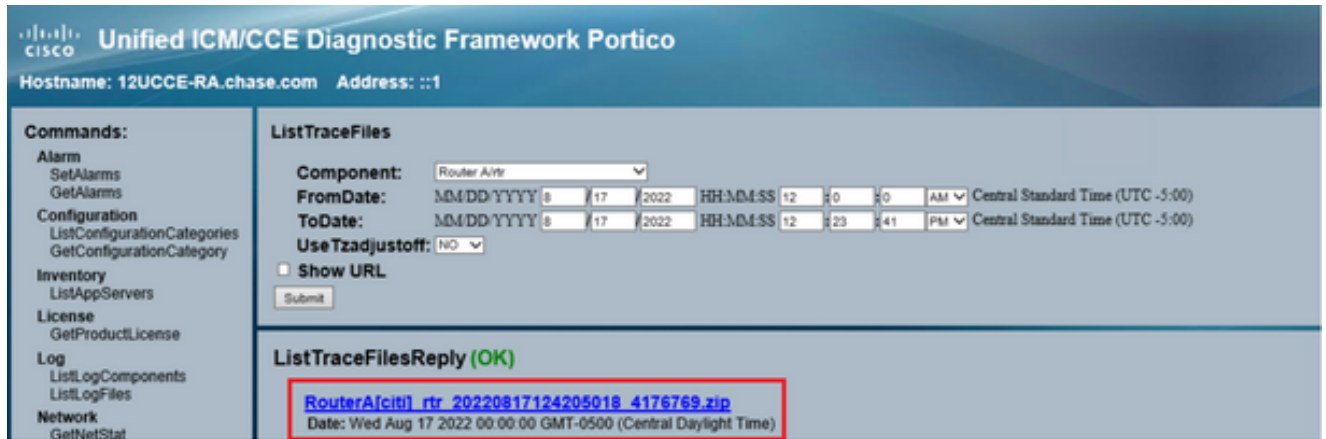 CISCO Unified ICM/CCE Diagnostic Framework Portico
Hostname: 12UCCE-RA.chase.com Address: ::1
Commands:
Alarm
SetAlarms
GetAlarms
Configuration
ListConfigurationCategories
GetConfigurationCategory
Inventory
ListAppServers
License
GetProductLicense
Log
ListLogComponents
ListLogFiles
Network
GetNetStat
ListTraceFiles
Component: Router A/rtr
FromDate: MM/DD/YYYY 8 / 17 / 2022 HH:MM:SS 12 : 0 : 0 AM Central Standard Time (UTC -5:00)
ToDate: MM/DD/YYYY 8 / 17 / 2022 HH:MM:SS 12 : 23 : 41 PM Central Standard Time (UTC -5:00)
UseTzadjustoff: NO
Show URL
Submit
ListTraceFilesReply (OK)
RouterA[citi]_rtr_20220817124205018_4176769.zip
Date: Wed Aug 17 2022 00:00:00 GMT-0500 (Central Daylight Time)